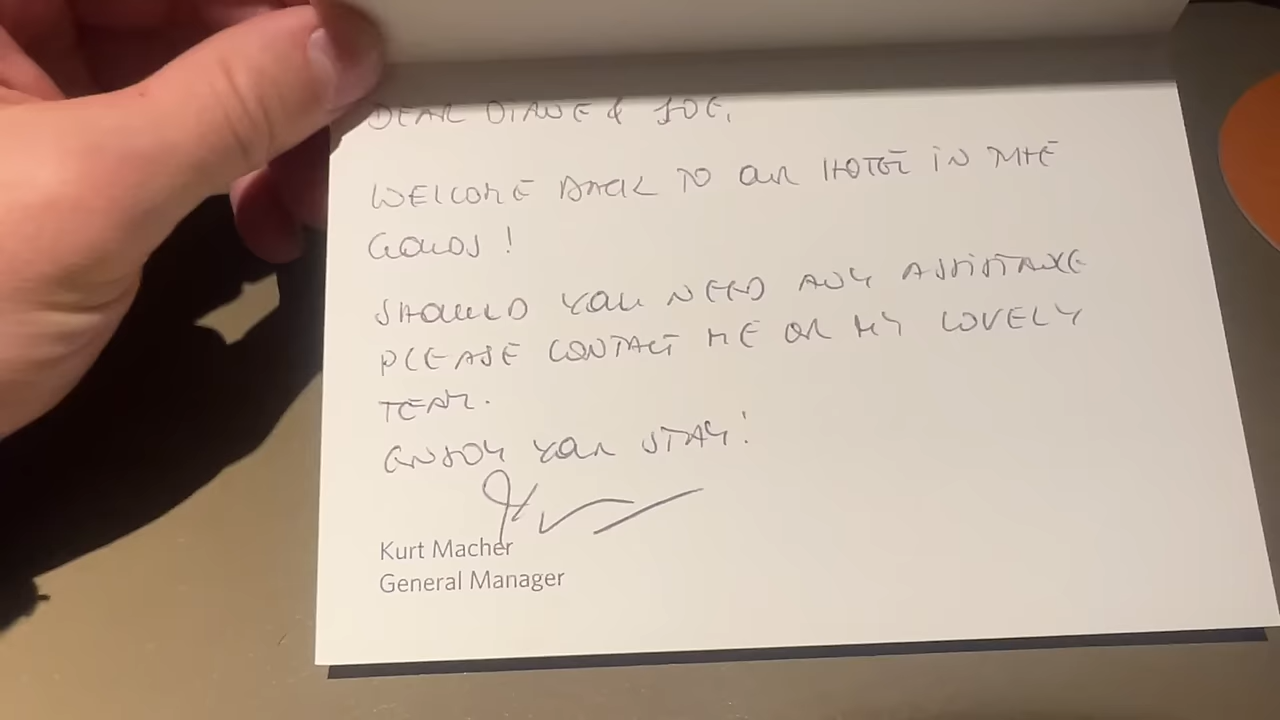 DEAR DIANE & JOE,
WELCOME BACK TO OUR HOTEL IN THE
CLOUDS!
SHOULD YOU NEED ANY ASSISTANCE
PLEASE CONTACT ME OR MY LOVELY
TEAM.
ENJOY YOUR STAY!
Kurt Macher
General Manager